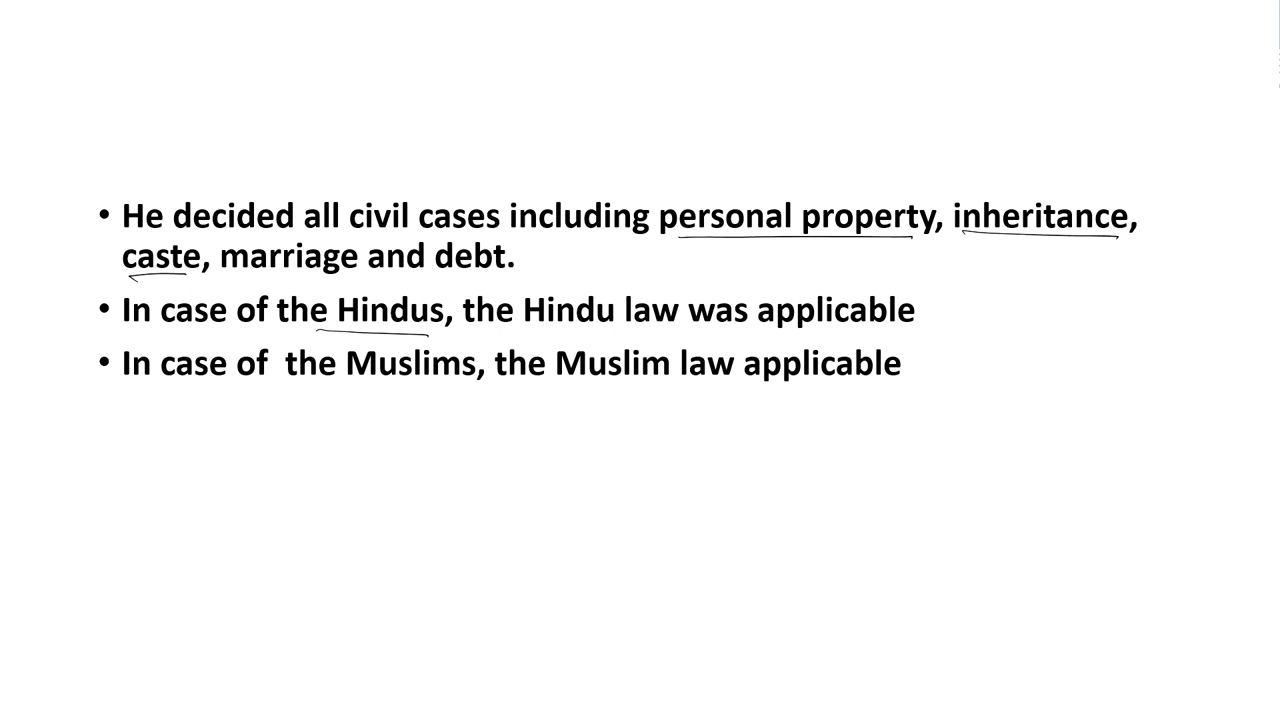 • He decided all civil cases including personal property, inheritance,
caste, marriage and debt.
• In case of the Hindus, the Hindu law was applicable
• In case of  the Muslims, the Muslim law applicable